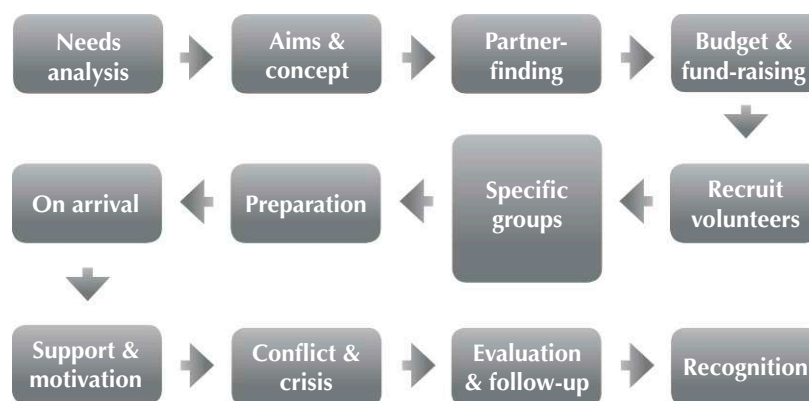 Needs
analysis
Aims &
concept
Partner-
finding
Budget &
fund-raising
Recruit
volunteers
Specific
groups
Preparation
On arrival
Support &
motivation
Conflict &
crisis
Evaluation
& follow-up
Recognition